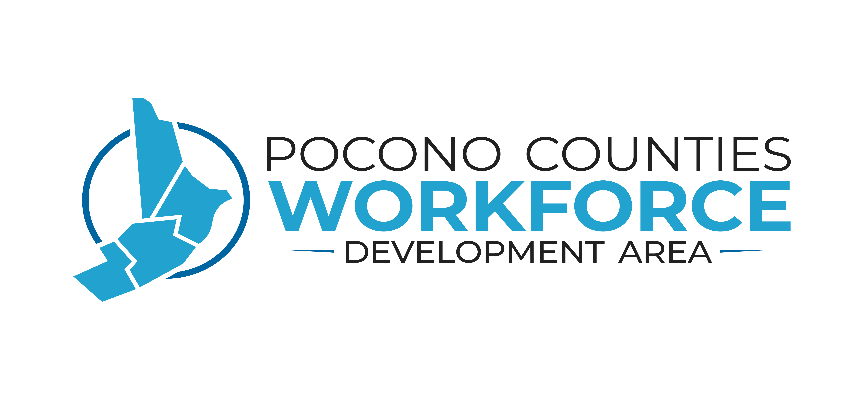 POCONO COUNTIES
WORKFORCE
DEVELOPMENT AREA